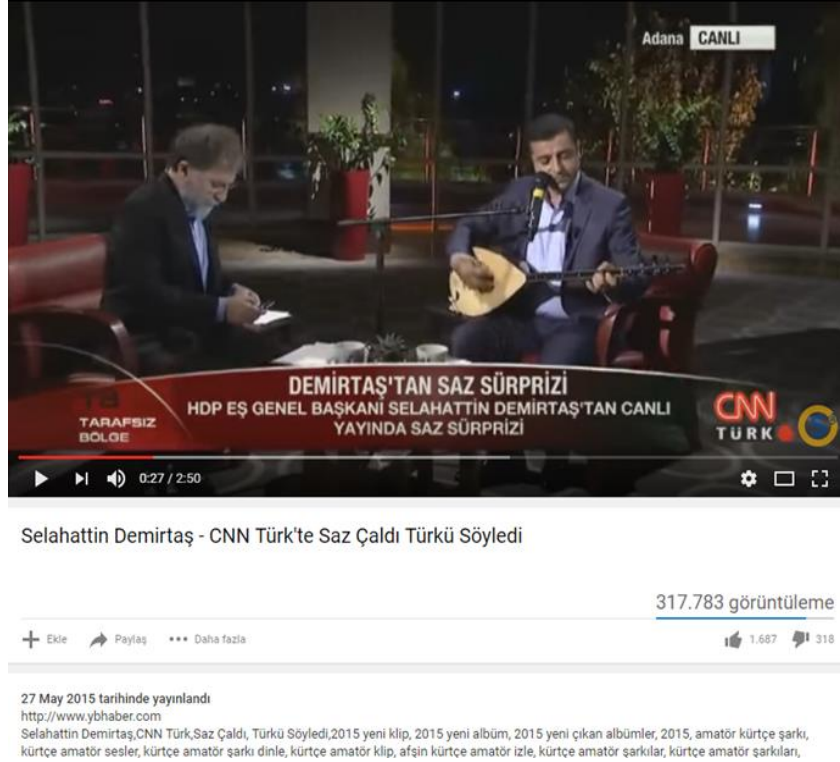 Adana CANLI
DEMİRTAŞ'TAN SAZ SÜRPRİZİ
HDP EŞ GENEL BAŞKANI SELAHATTİN DEMİRTAŞ'TAN CANLI
YAYINDA SAZ SÜRPRİZİ
TARAFSIZ
BÖLGE
CNN
TÜRK
0:27 / 2:50
Selahattin Demirtaş - CNN Türk'te Saz Çaldı Türkü Söyledi
317.783 görüntüleme
Ekle Paylaş Daha fazla 1.687 318
27 May 2015 tarihinde yayınlandı
http://www.ybhaber.com
Selahattin Demirtaş,CNN Türk,Saz Çaldı, Türkü Söyledi,2015 yeni klip, 2015 yeni albüm, 2015 yeni çıkan albümler, 2015, amatör kürtçe şarkı,
kürtçe amatör sesler, kürtçe amatör şarkı dinle, kürtçe amatör klip, afşin kürtçe amatör izle, kürtçe amatör şarkılar, kürtçe amatör şarkıları,